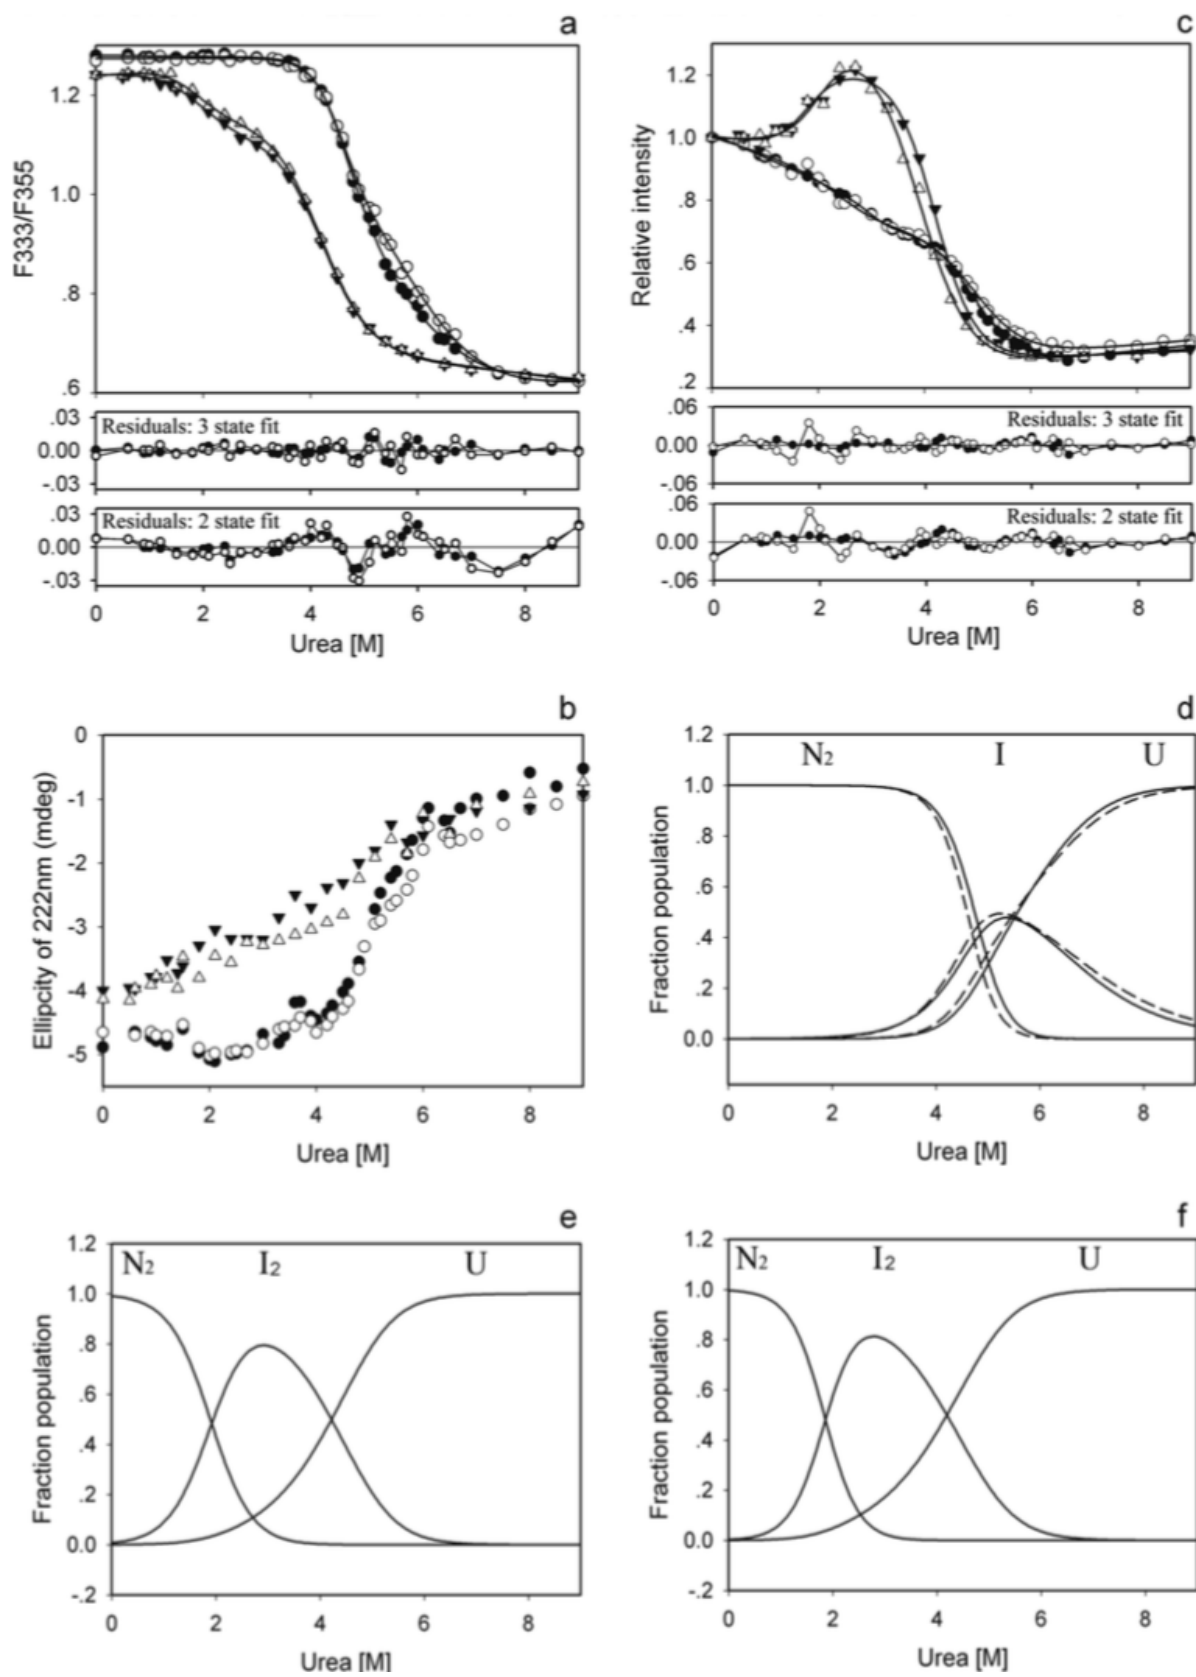 a
F333/F355
1.2
1.0
.8
.6
.03
0.00
-.03
Residuals: 3 state fit
.03
0.00
-.03
Residuals: 2 state fit
0 2 4 6 8
Urea [M]
c
Relative intensity
1.2
1.0
.8
.6
.4
.2
.06
0.00
-.06
Residuals: 3 state fit
.06
0.00
-.06
Residuals: 2 state fit
0 2 4 6 8
Urea [M]
b
Ellipcity of 222nm (mdeg)
0
-1
-2
-3
-4
-5
0 2 4 6 8
Urea [M]
d
Fraction population
1.2
1.0
.8
.6
.4
.2
0.0
N2 I U
0 2 4 6 8
Urea [M]
e
Fraction population
1.2
1.0
.8
.6
.4
.2
0.0
-.2
N2 I2 U
0 2 4 6 8
Urea [M]
f
Fraction population
1.2
1.0
.8
.6
.4
.2
0.0
-.2
N2 I2 U
0 2 4 6 8
Urea [M]